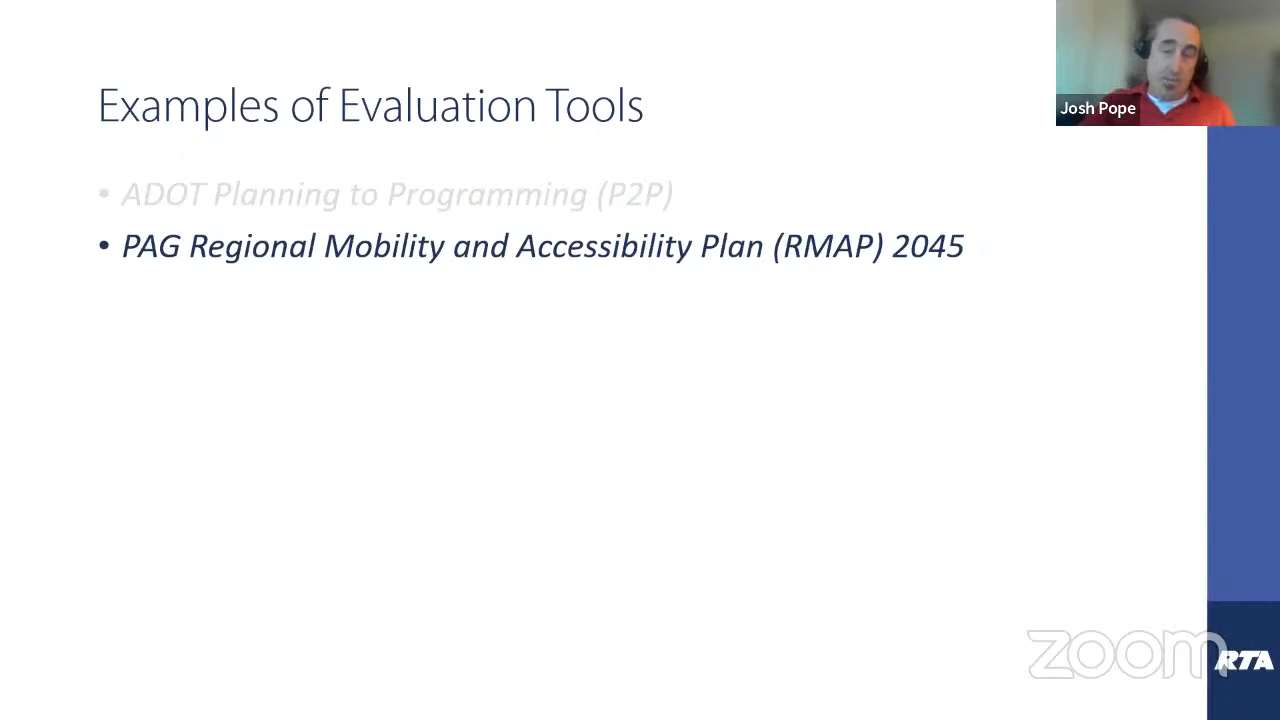 Examples of Evaluation Tools
Josh Pope
• ADOT Planning to Programming (P2P)
• PAG Regional Mobility and Accessibility Plan (RMAP) 2045
zoom
RTA